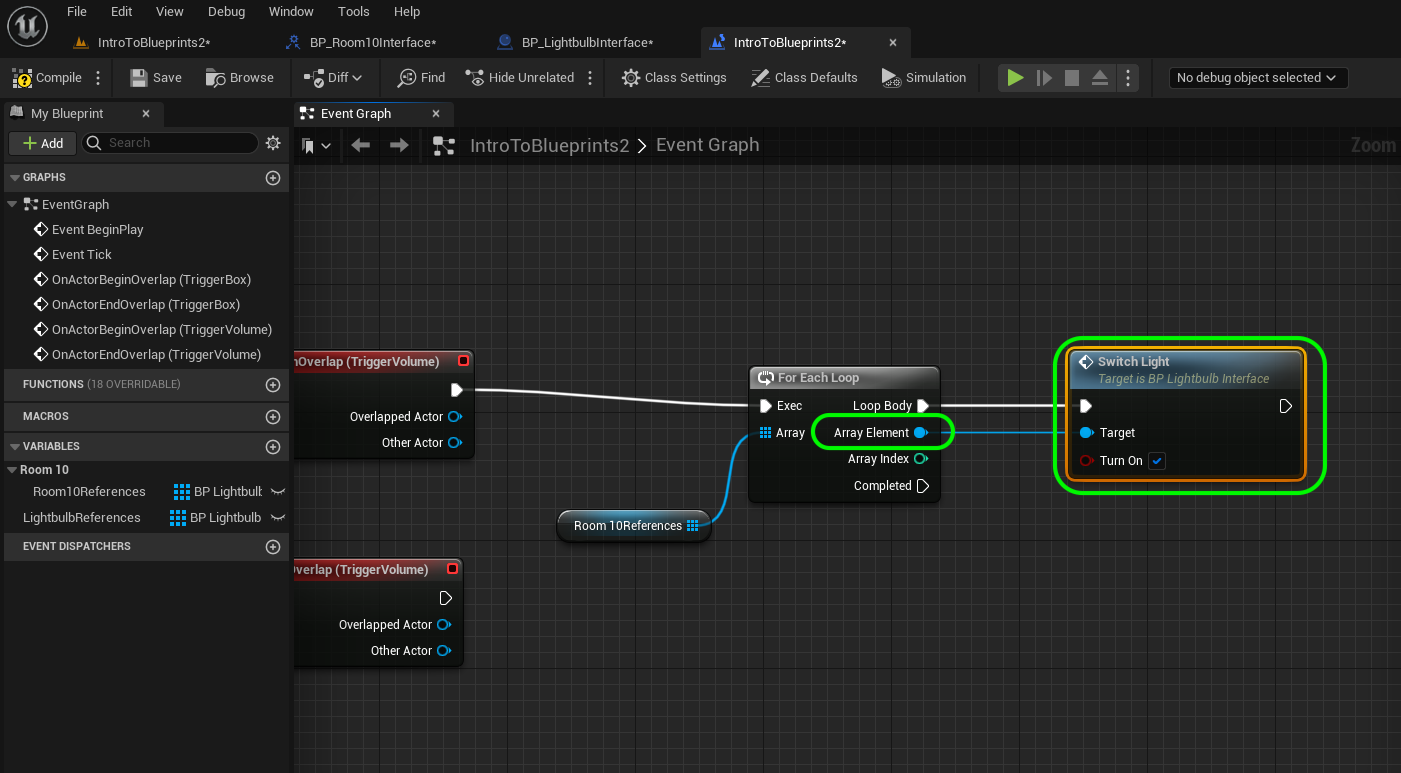 File Edit View Debug Window Tools Help
IntroToBlueprints2* BP_Room10Interface* BP_LightbulbInterface* IntroToBlueprints2*
Compile Save Browse Diff Find Hide Unrelated Class Settings Class Defaults Simulation No debug object selected
My Blueprint
Event Graph
Add Search
IntroToBlueprints2 > Event Graph
Zoom
GRAPHS
EventGraph
Event BeginPlay
Event Tick
OnActorBeginOverlap (TriggerBox)
OnActorEndOverlap (TriggerBox)
OnActorBeginOverlap (TriggerVolume)
OnActorEndOverlap (TriggerVolume)
FUNCTIONS (18 OVERRIDABLE)
MACROS
VARIABLES
Room 10
Room10References BP Lightbull
LightbulbReferences BP Lightbulb
EVENT DISPATCHERS
nOverlap (TriggerVolume)
Overlapped Actor
Other Actor
For Each Loop
Exec Loop Body
Array Array Element
Array Index
Completed
Switch Light
Target is BP Lightbulb Interface
Target
Turn On
Room 10References
verlap (TriggerVolume)
Overlapped Actor
Other Actor